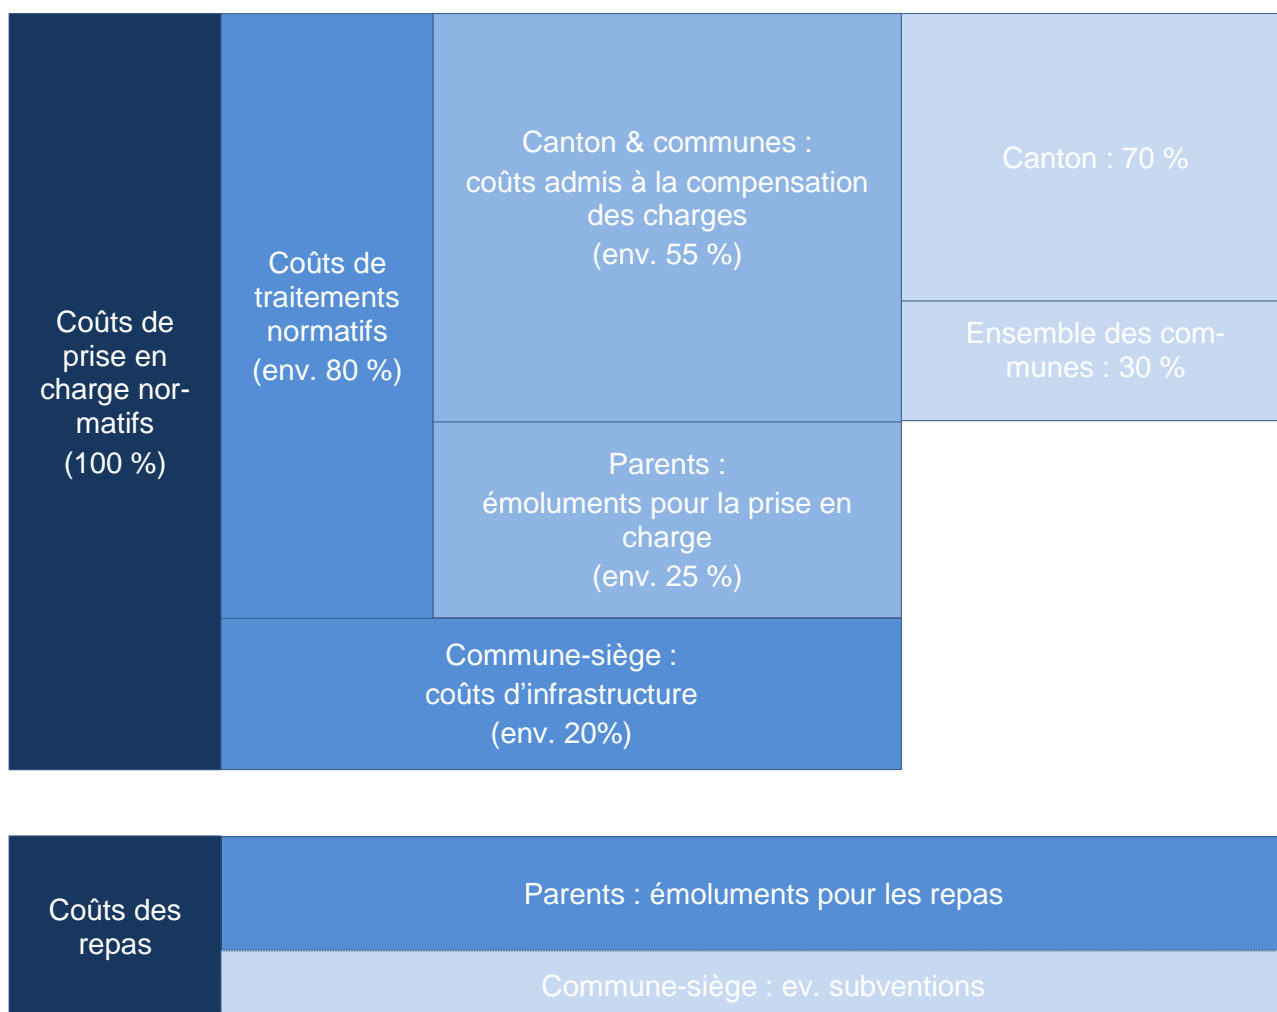 Coûts de
prise en
charge nor-
matifs
(100 %)
Coûts de
traitements
normatifs
(env. 80 %)
Canton & communes :
coûts admis à la compensation
des charges
(env. 55 %)
Canton : 70 %
Ensemble des com-
munes : 30 %
Parents :
émoluments pour la prise en
charge
(env. 25 %)
Commune-siège :
coûts d’infrastructure
(env. 20%)
Coûts des
repas
Parents : émoluments pour les repas
Commune-siège : ev. subventions